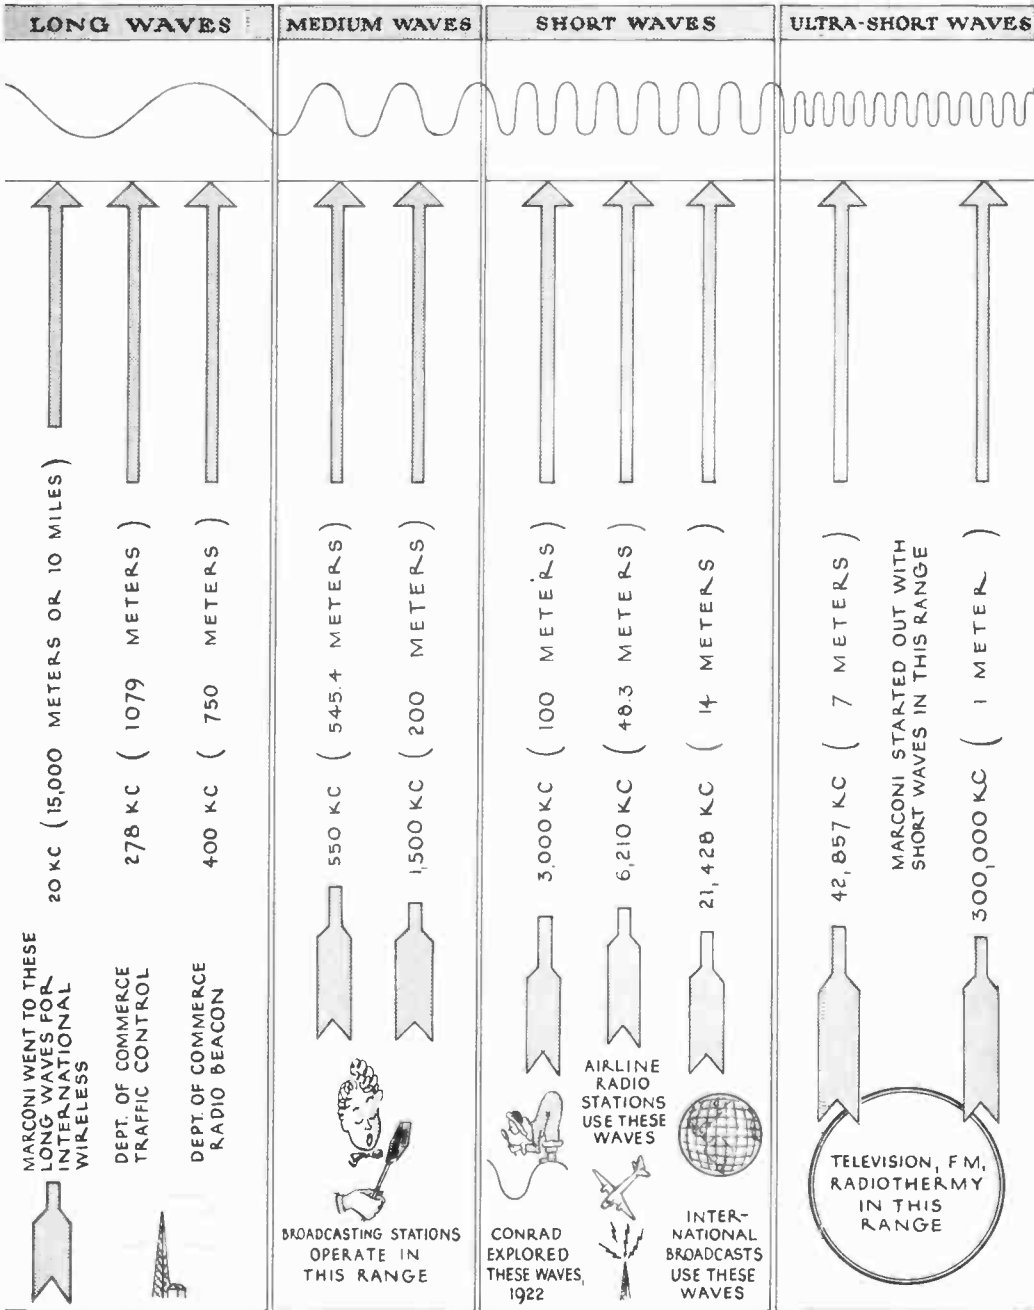 LONG WAVES
MEDIUM WAVES
SHORT WAVES
ULTRA-SHORT WAVES
20 KC (15,000 METERS OR 10 MILES)
278 KC (1079 METERS)
400 KC (750 METERS)
550 KC (545.4 METERS)
1,500 KC (200 METERS)
3,000 KC (100 METERS)
6,210 KC (48.3 METERS)
21,428 KC (14 METERS)
42,857 KC (7 METERS)
MARCONI STARTED OUT WITH
SHORT WAVES IN THIS RANGE
300,000 KC (1 METER)
MARCONI WENT TO THESE
LONG WAVES FOR
INTERNATIONAL
WIRELESS
DEPT. OF COMMERCE
TRAFFIC CONTROL
DEPT. OF COMMERCE
RADIO BEACON
BROADCASTING STATIONS
OPERATE IN
THIS RANGE
CONRAD
EXPLORED
THESE WAVES,
1922
AIRLINE
RADIO
STATIONS
USE THESE
WAVES
INTER-
NATIONAL
BROADCASTS
USE THESE
WAVES
TELEVISION, FM,
RADIOTHERMY
IN THIS
RANGE